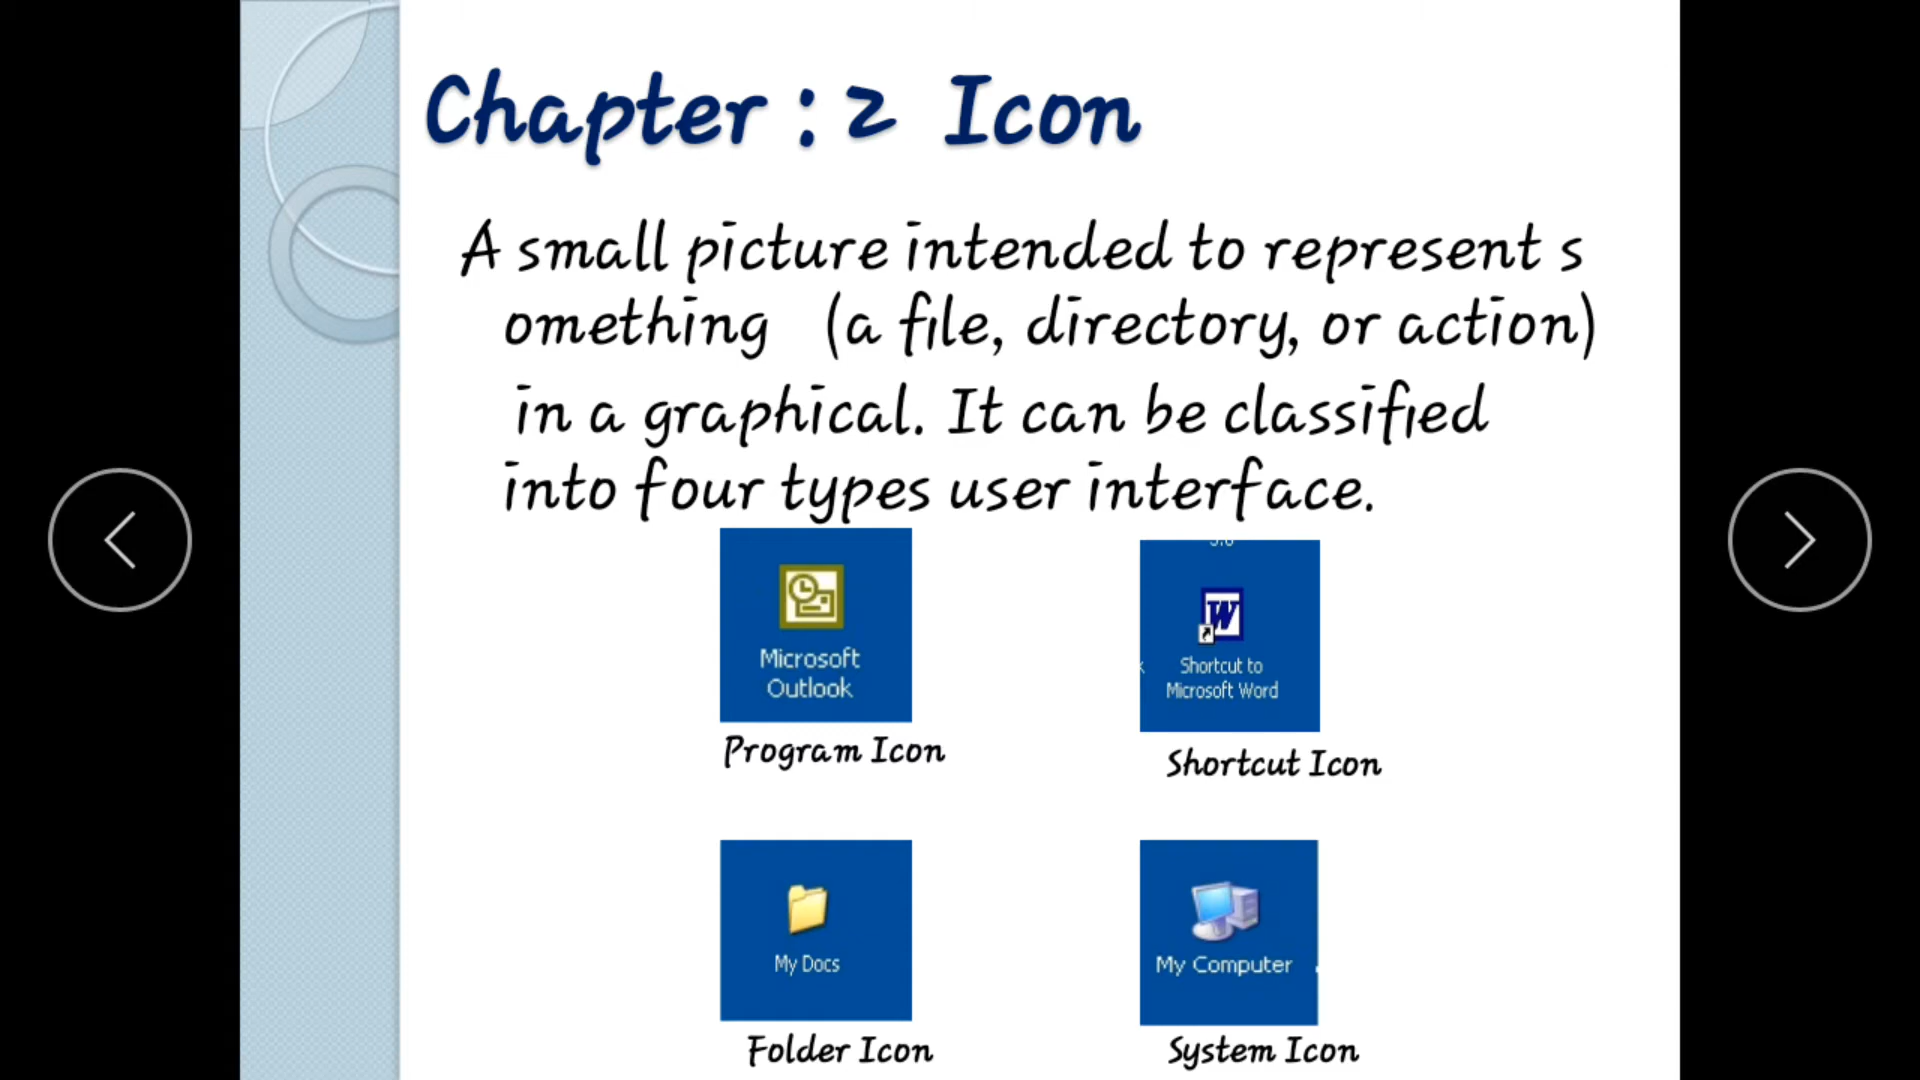 Chapter : 2 Icon
A small picture intended to represent s
omething (a file, directory, or action)
in a graphical. It can be classified
into four types user interface.
Microsoft
Outlook
Program Icon
Shortcut to
Microsoft Word
Shortcut Icon
My Docs
Folder Icon
My Computer
System Icon